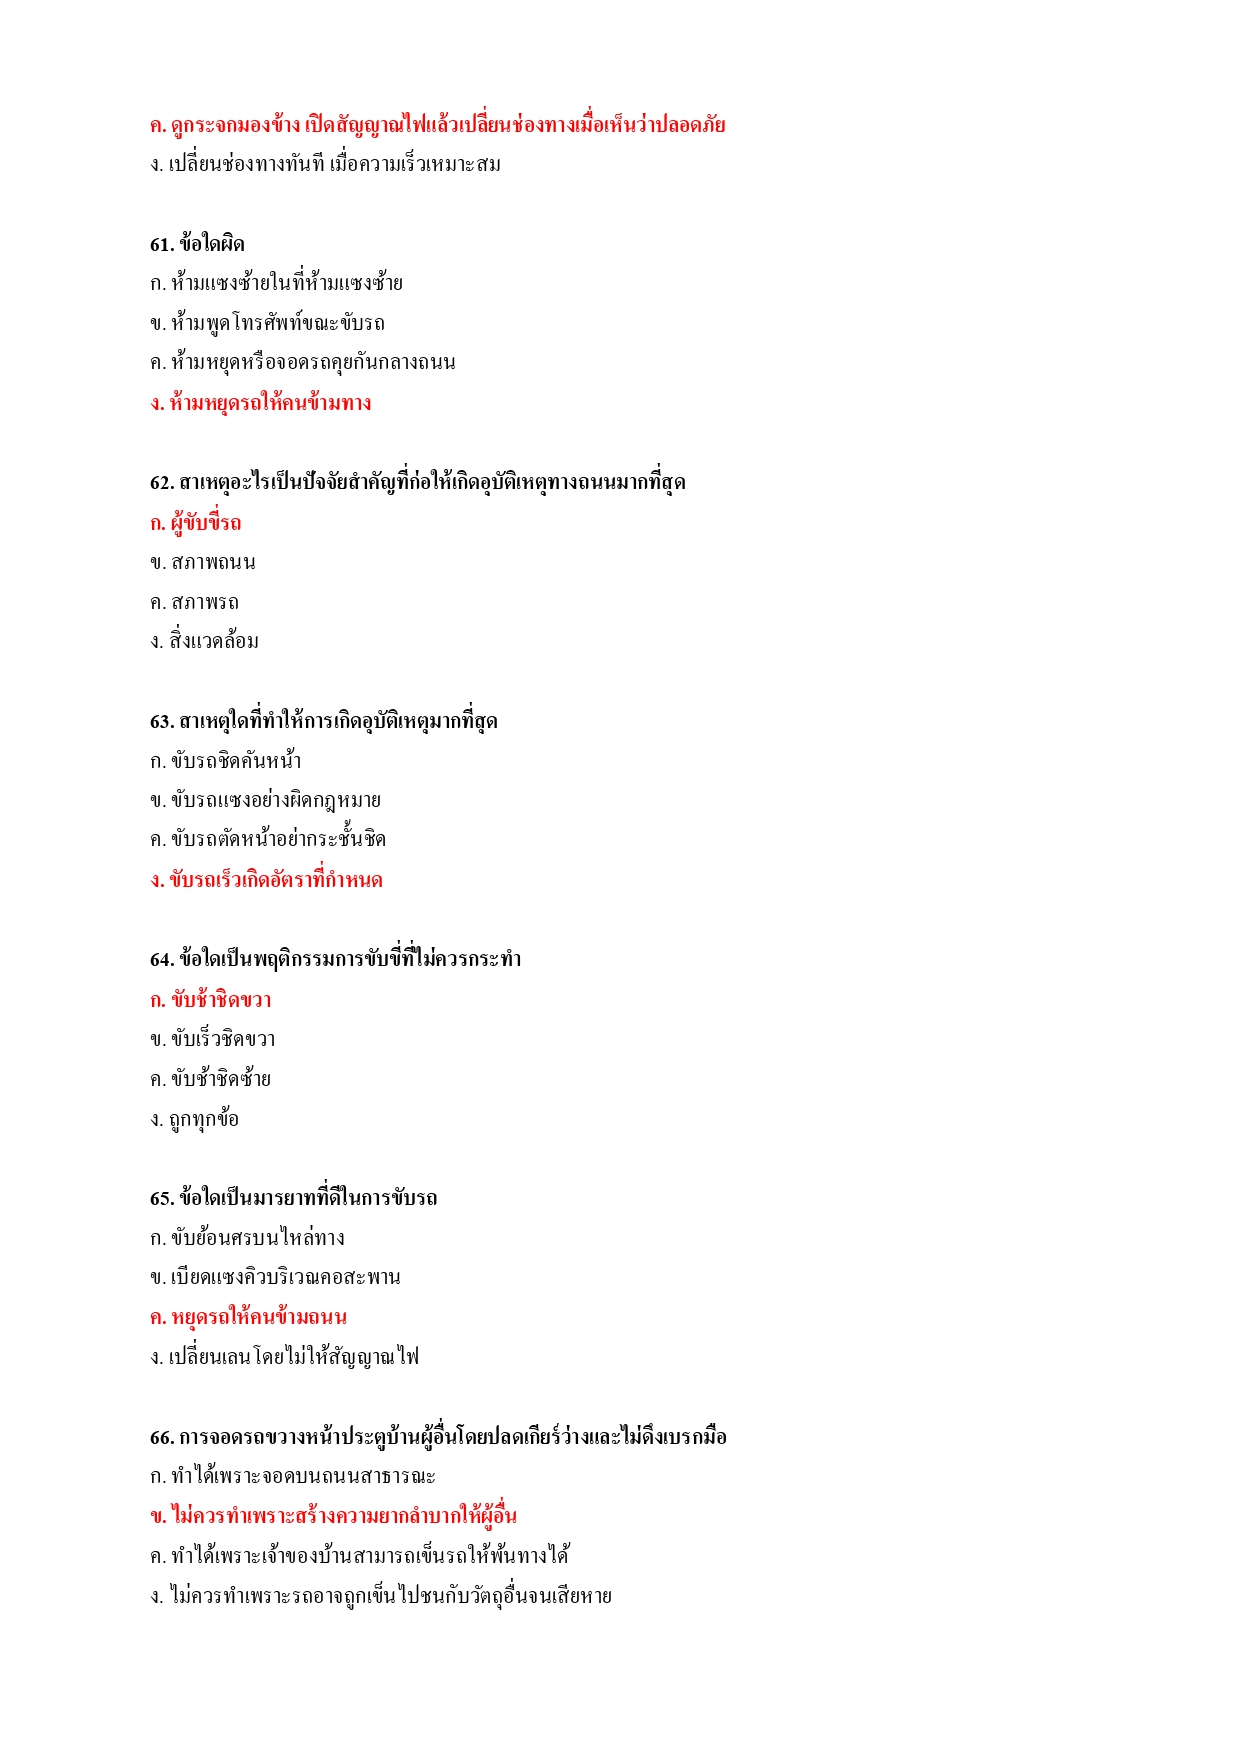 ค. ดูกระจกมองข้าง เปิดสัญญาณไฟแล้วเปลี่ยนช่องทางเมื่อเห็นว่าปลอดภัย
ง. เปลี่ยนช่องทางทันที เมื่อความเร็วเหมาะสม
61. ข้อใดผิด
ก. ห้ามแซงซ้ายในที่ห้ามแซงซ้าย
ข. ห้ามพูดโทรศัพท์ขณะขับรถ
ค. ห้ามหยุดหรือจอดรถคุยกันกลางถนน
ง. ห้ามหยุดรถให้คนข้ามทาง
62. สาเหตุอะไรเป็นปัจจัยสำคัญที่ก่อให้เกิดอุบัติเหตุทางถนนมากที่สุด
ก. ผู้ขับขี่รถ
ข. สภาพถนน
ค. สภาพรถ
ง. สิ่งแวดล้อม
63. สาเหตุใดที่ทำให้การเกิดอุบัติเหตุมากที่สุด
ก. ขับรถชิดคันหน้า
ข. ขับรถแซงอย่างผิดกฎหมาย
ค. ขับรถตัดหน้าอย่ากระชั้นชิด
ง. ขับรถเร็วเกิดอัตราที่กำหนด
64. ข้อใดเป็นพฤติกรรมการขับขี่ที่ไม่ควรกระทำ
ก. ขับช้าชิดขวา
ข. ขับเร็วชิดขวา
ค. ขับช้าชิดซ้าย
ง. ถูกทุกข้อ
65. ข้อใดเป็นมารยาทที่ดีในการขับรถ
ก. ขับย้อนศรบนไหล่ทาง
ข. เบียดแซงคิวบริเวณคอสะพาน
ค. หยุดรถให้คนข้ามถนน
ง. เปลี่ยนเลนโดยไม่ให้สัญญาณไฟ
66. การจอดรถขวางหน้าประตูบ้านผู้อื่นโดยปลดเกียร์ว่างและไม่ดึงเบรกมือ
ก. ทำได้เพราะจอดบนถนนสาธารณะ
ข. ไม่ควรทำเพราะสร้างความยากลำบากให้ผู้อื่น
ค. ทำได้เพราะเจ้าของบ้านสามารถเข็นรถให้พ้นทางได้
ง. ไม่ควรทำเพราะรถอาจถูกเข็นไปชนกับวัตถุอื่นจนเสียหาย